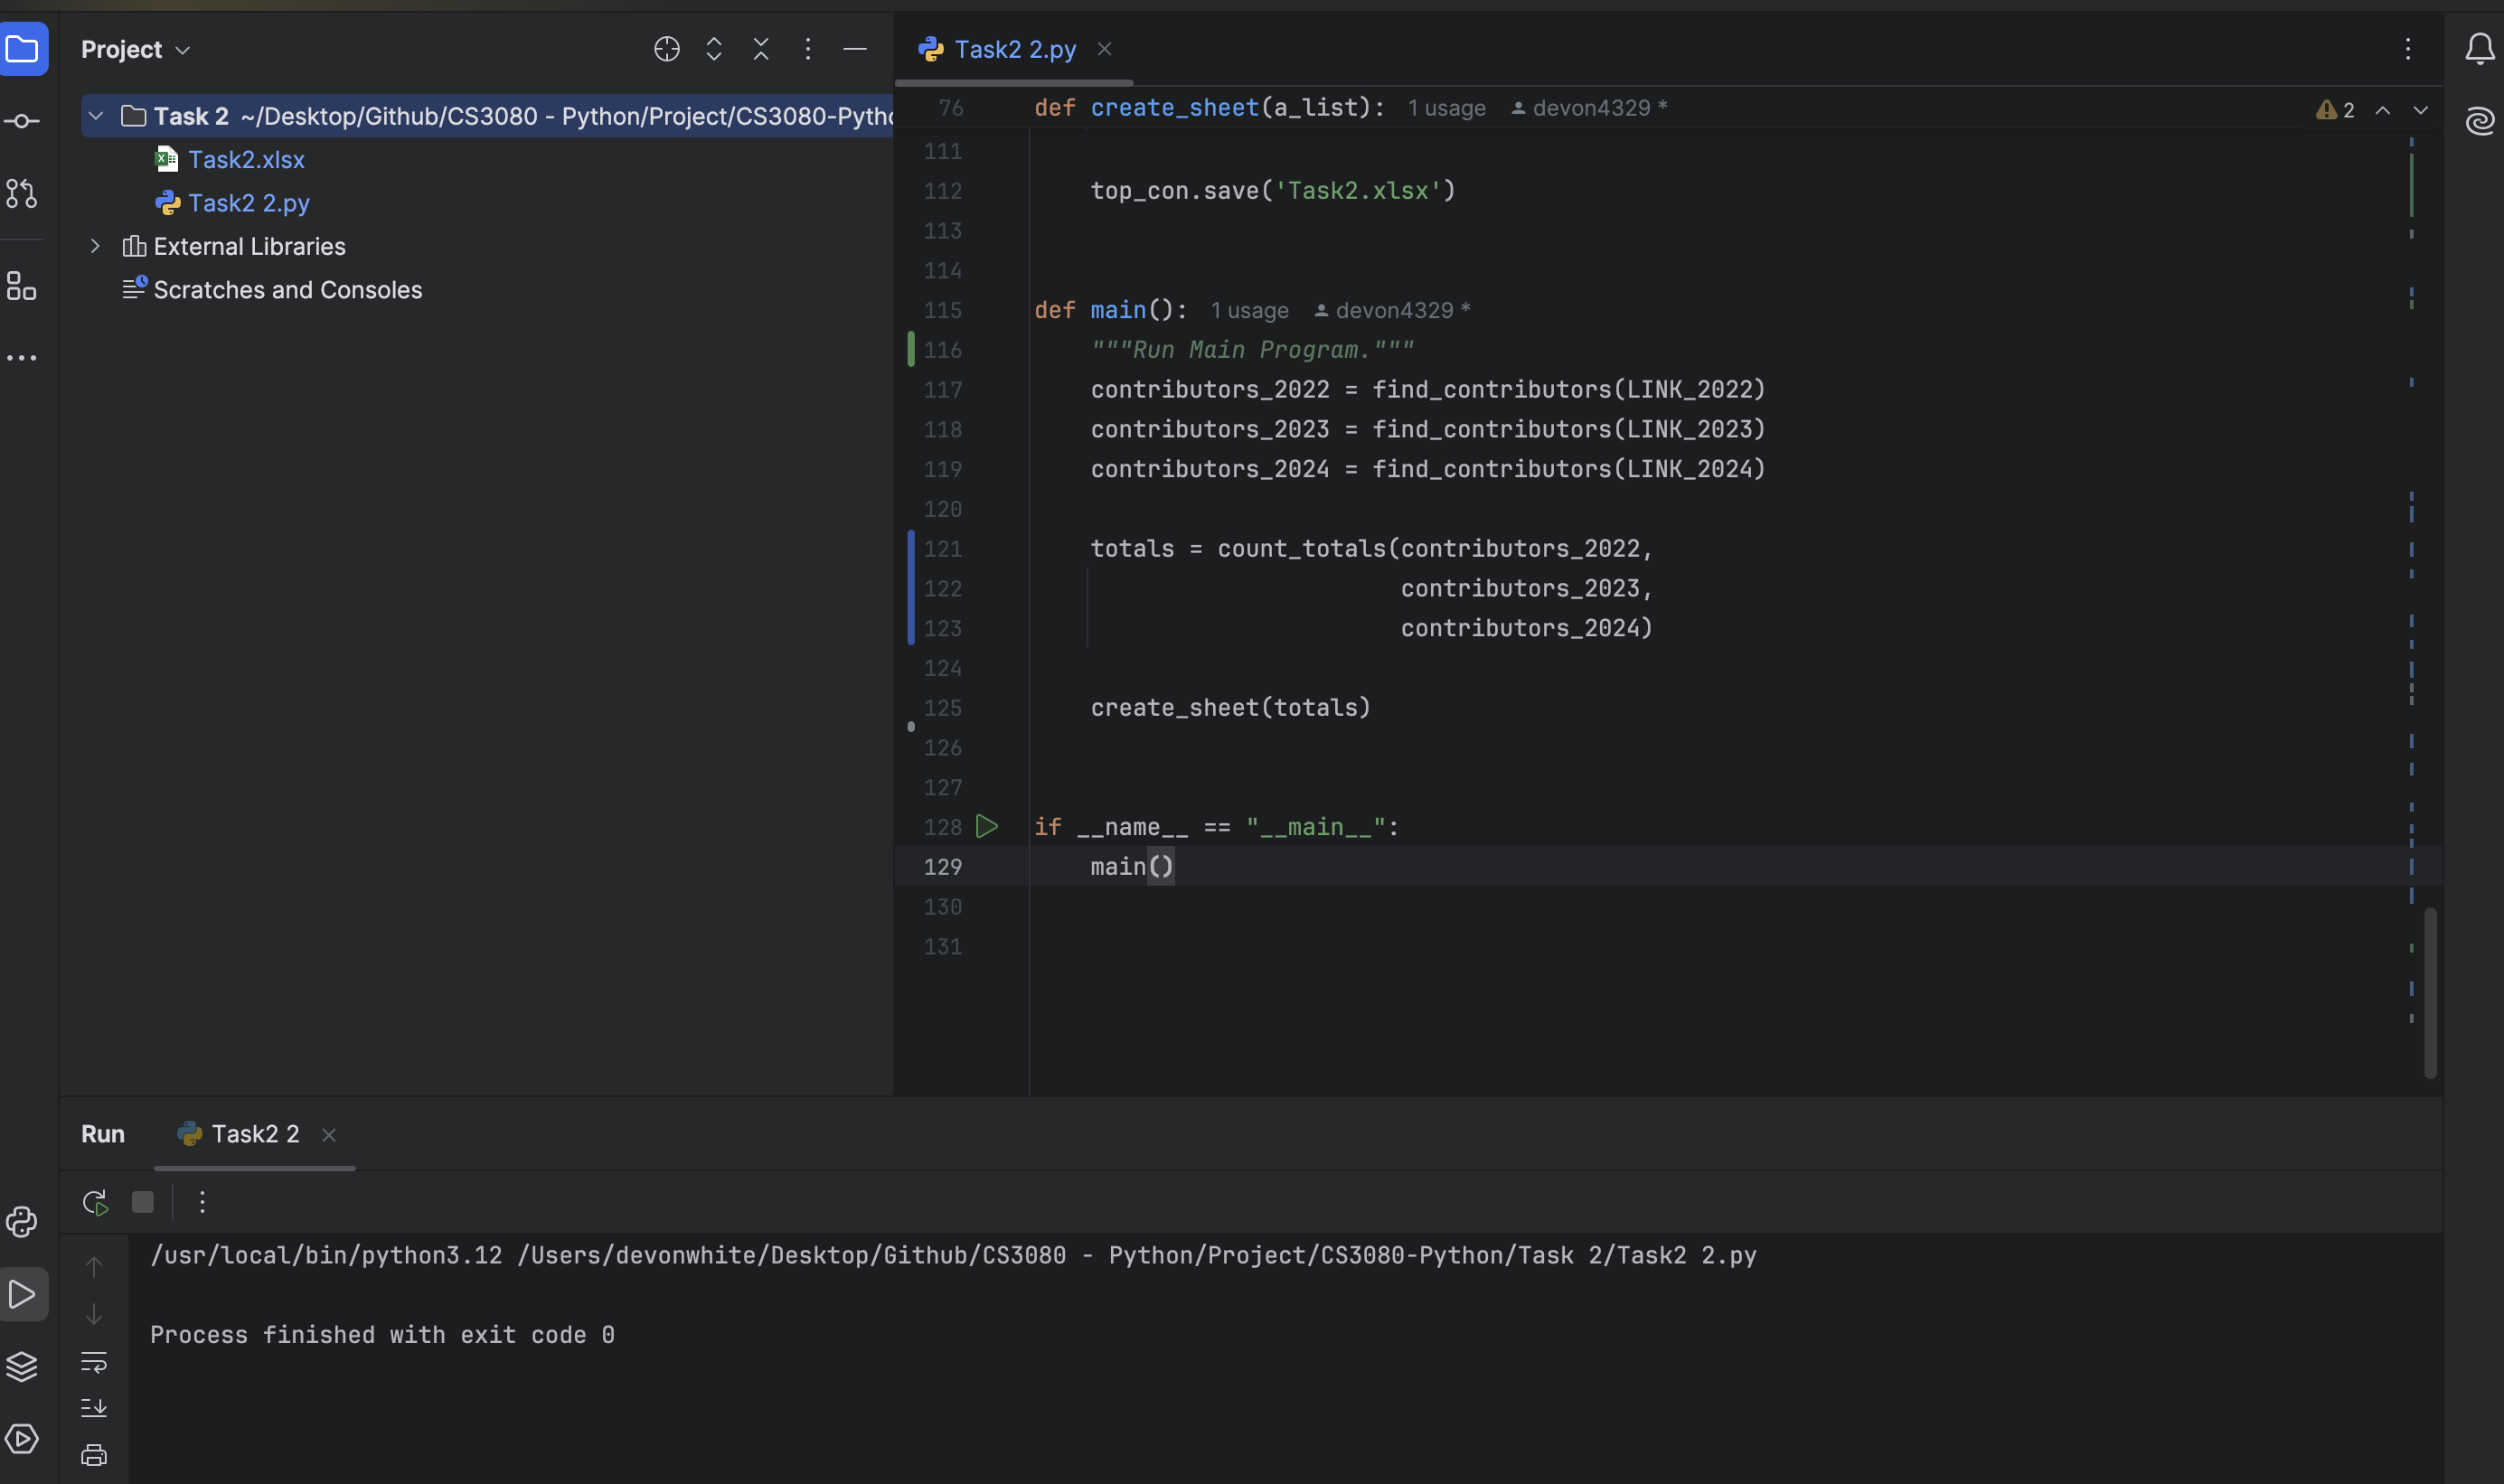 Project
Task 2 ~/Desktop/Github/CS3080 - Python/Project/CS3080-Pytho
Task2.xlsx
Task2 2.py
External Libraries
Scratches and Consoles
Task2 2.py
76 def create_sheet(a_list): 1 usage devon4329 *
2
111
112 top_con.save('Task2.xlsx')
113
114
115 def main(): 1 usage devon4329 *
116 """Run Main Program."""
117 contributors_2022 = find_contributors(LINK_2022)
118 contributors_2023 = find_contributors(LINK_2023)
119 contributors_2024 = find_contributors(LINK_2024)
120
121 totals = count_totals(contributors_2022,
122 contributors_2023,
123 contributors_2024)
124
125 create_sheet(totals)
126
127
128 if __name__ == "__main__":
129 main()
130
131
Run Task2 2
/usr/local/bin/python3.12 /Users/devonwhite/Desktop/Github/CS3080 - Python/Project/CS3080-Python/Task 2/Task2 2.py
Process finished with exit code 0